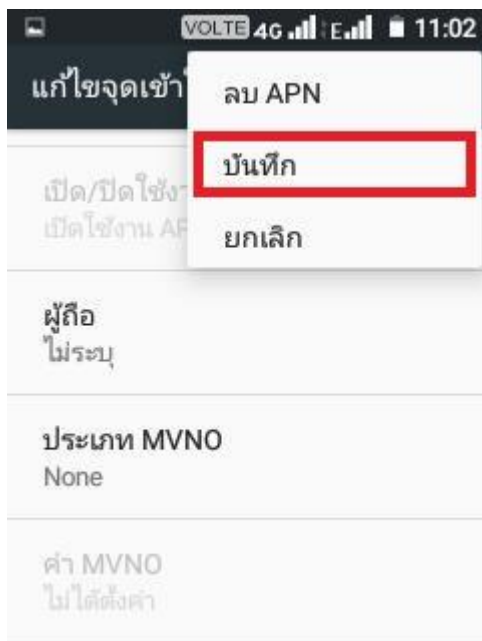 VOLTE 4G E 11:02
แก้ไขจุดเข้า
ลบ APN
บันทึก
ยกเลิก
เปิด/ปิดใช้
เปิดใช้งาน
ผู้ถือ
ไม่ระบุ
ประเภท MVNO
None
ค่า MVNO
ไม่ได้ตั้งค่า